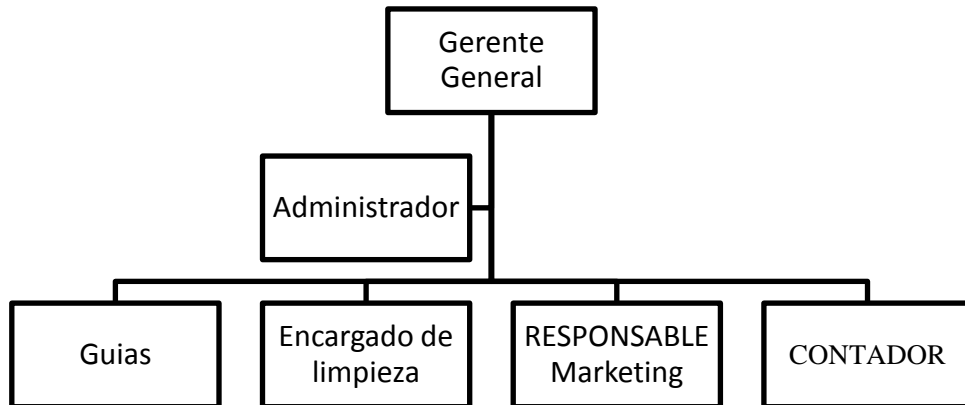 Gerente
General
Administrador
Guias
Encargado de
limpieza
RESPONSABLE
Marketing
CONTADOR